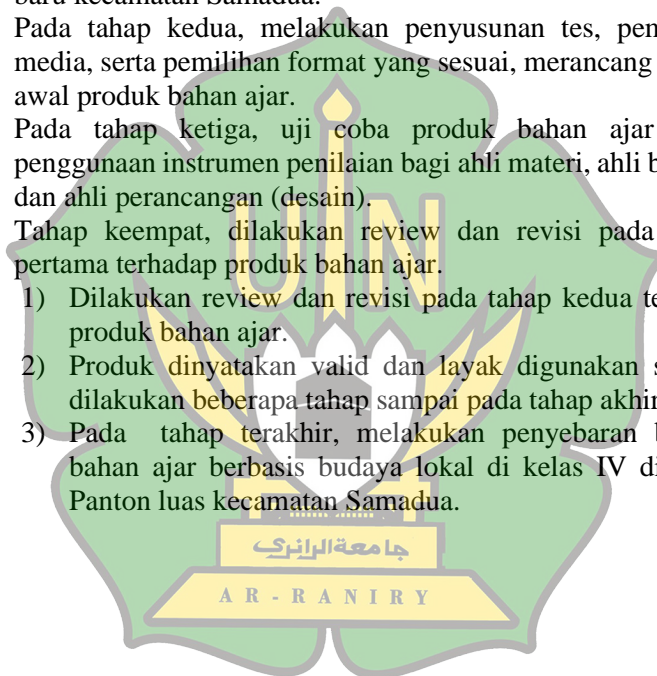 baru kecamatan Samadua.
Pada tahap kedua, melakukan penyusunan tes,
media, serta pemilihan format yang sesuai, merancang
awal produk bahan ajar.
Pada tahap ketiga, uji coba produk bahan ajar
penggunaan instrumen penilaian bagi ahli materi, ahli
dan ahli perancangan (desain).
Tahap keempat, dilakukan review dan revisi pada
pertama terhadap produk bahan ajar.
1) Dilakukan review dan revisi pada tahap kedua
produk bahan ajar.
2) Produk dinyatakan valid dan layak digunakan
dilakukan beberapa tahap sampai pada tahap akhir
3) Pada tahap terakhir, melakukan penyebaran
bahan ajar berbasis budaya lokal di kelas IV
Panton luas kecamatan Samadua.
UIN
جامعة الرانري
AR-RANIRY